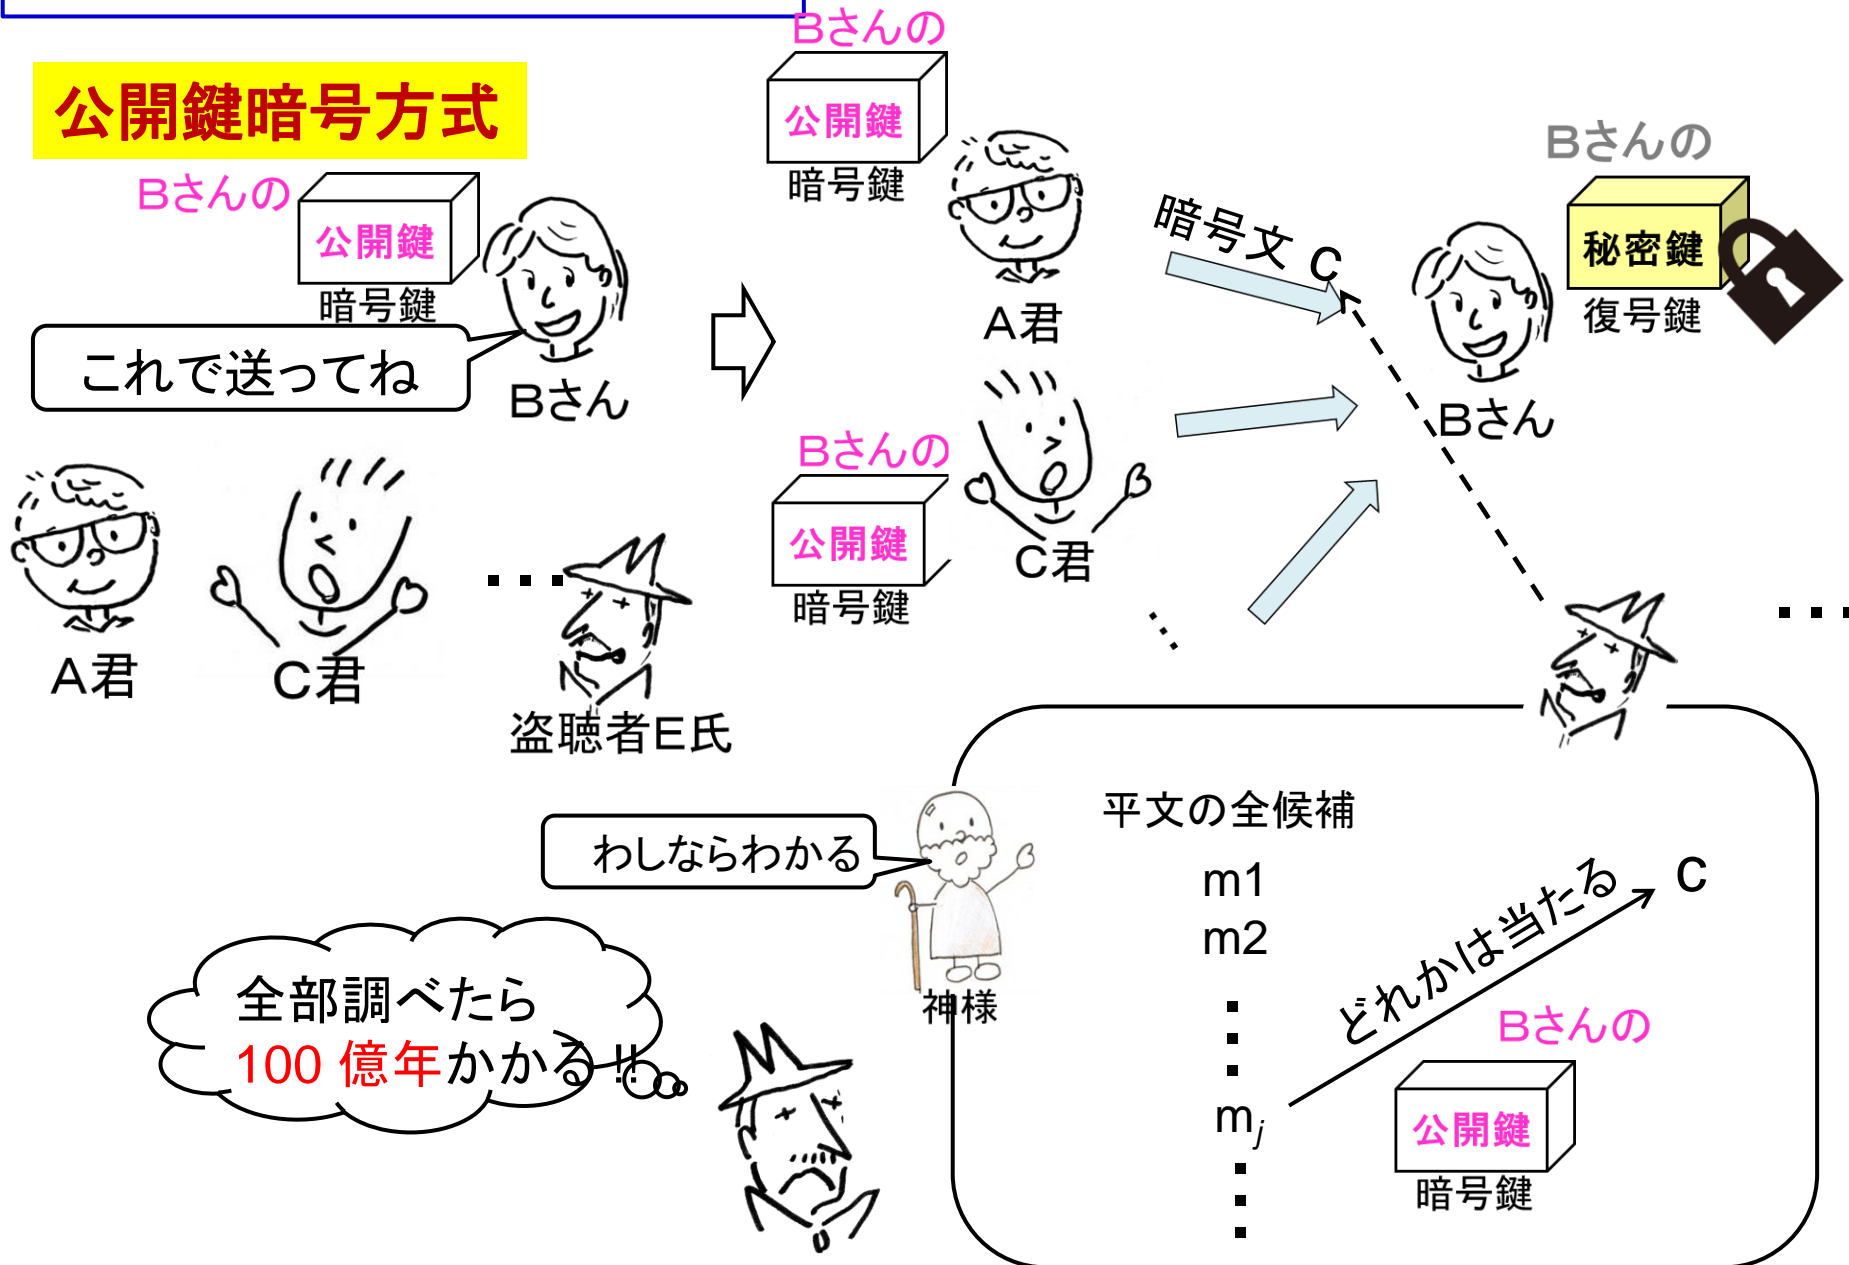 公開鍵暗号方式
Bさんの
公開鍵
暗号鍵
これで送ってね
Bさん
A君
C君
・・・
盗聴者E氏
Bさんの
公開鍵
暗号鍵
A君
Bさんの
公開鍵
暗号鍵
C君
・・・
暗号文 C
Bさんの
秘密鍵
復号鍵
Bさん
・・・
わしならわかる
神様
全部調べたら
100 億年かかる !!
平文の全候補
m1
m2
・・・
mj
・・・
どれかは当たる
C
Bさんの
公開鍵
暗号鍵